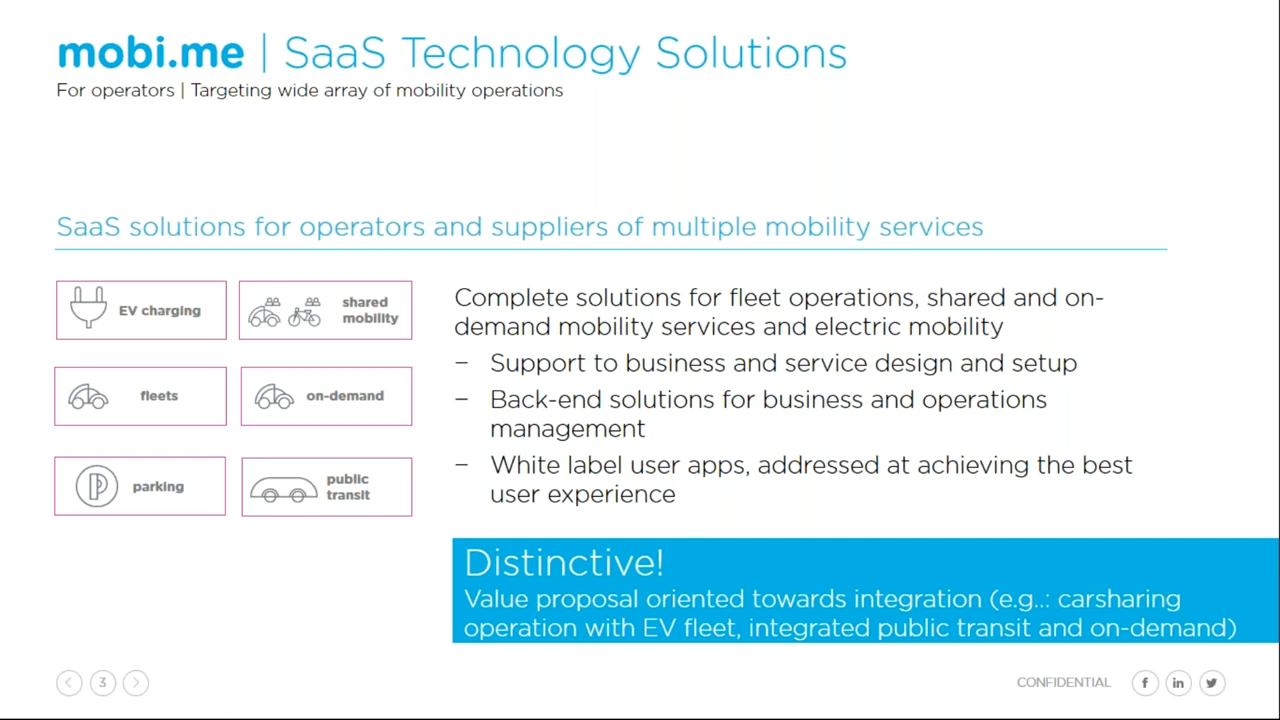 mobi.me | SaaS Technology Solutions
For operators | Targeting wide array of mobility operations
SaaS solutions for operators and suppliers of multiple mobility services
EV charging
shared
mobility
fleets
on-demand
parking
public
transit
Complete solutions for fleet operations, shared and on-
demand mobility services and electric mobility
– Support to business and service design and setup
– Back-end solutions for business and operations
management
– White label user apps, addressed at achieving the best
user experience
Distinctive!
Value proposal oriented towards integration (e.g..: carsharing
operation with EV fleet, integrated public transit and on-demand)
3
CONFIDENTIAL